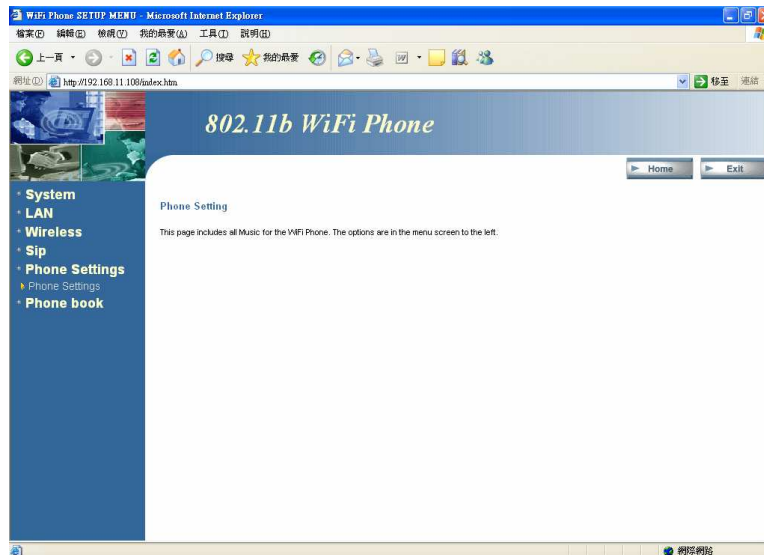 WiFi Phone SETUP MENU - Microsoft Internet Explorer
檔案(F) 編輯(E) 檢視(V) 我的最愛(A) 工具(T) 說明(H)
上一頁 搜尋 我的最愛
網址(D) http://192.168.11.108/index.htm 移至 連結
802.11b WiFi Phone
Home Exit
System
LAN
Wireless
Sip
Phone Settings
Phone Settings
Phone book
Phone Setting
This page includes all Music for the WiFi Phone. The options are in the menu screen to the left.
網際網路